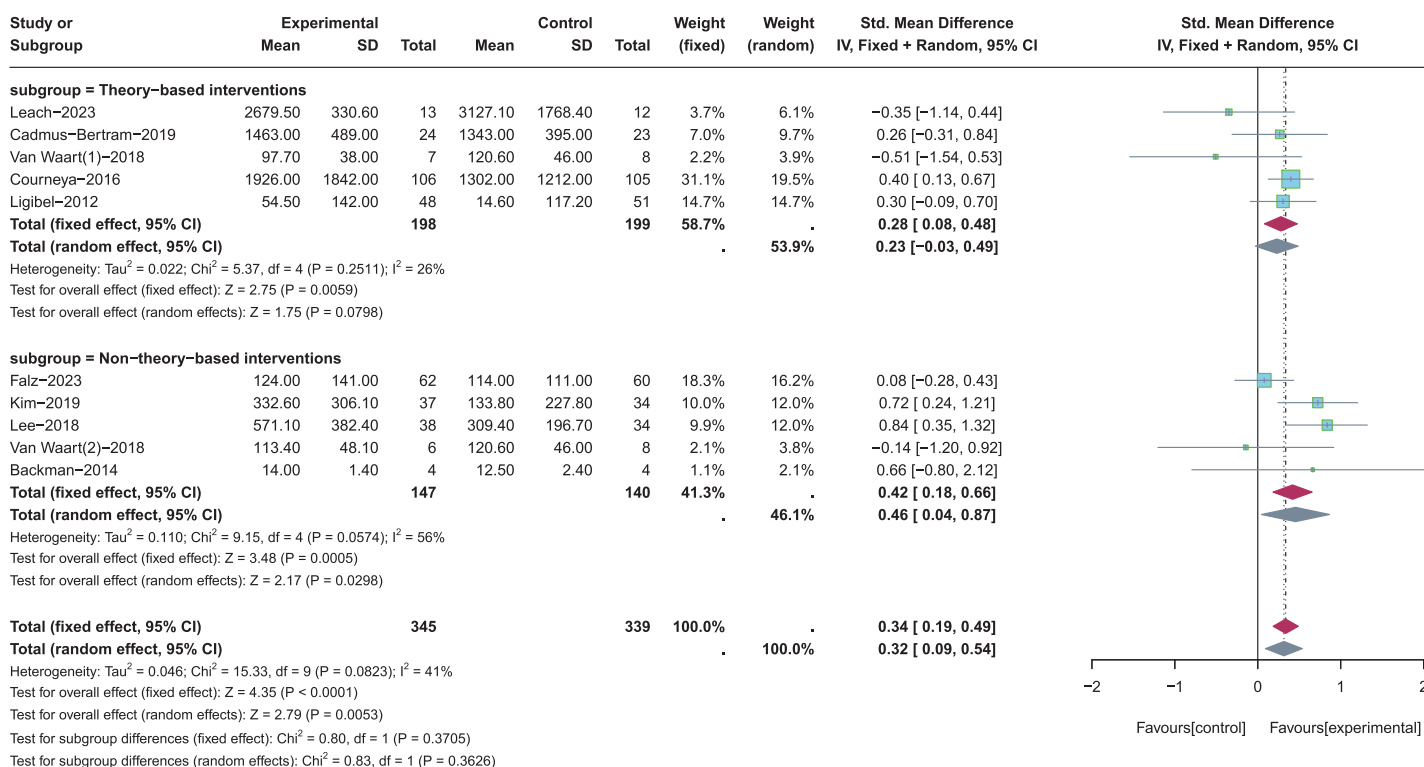 Study or Experimental Control Weight Weight Std. Mean Difference Std. Mean Difference
Subgroup Mean SD Total Mean SD Total (fixed) (random) IV, Fixed + Random, 95% CI IV, Fixed + Random, 95% CI
subgroup = Theory−based interventions
Leach−2023 2679.50 330.60 13 3127.10 1768.40 12 3.7% 6.1% −0.35 [−1.14, 0.44]
Cadmus−Bertram−2019 1463.00 489.00 24 1343.00 395.00 23 7.0% 9.7% 0.26 [−0.31, 0.84]
Van Waart(1)−2018 97.70 38.00 7 120.60 46.00 8 2.2% 3.9% −0.51 [−1.54, 0.53]
Courneya−2016 1926.00 1842.00 106 1302.00 1212.00 105 31.1% 19.5% 0.40 [ 0.13, 0.67]
Ligibel−2012 54.50 142.00 48 14.60 117.20 51 14.7% 14.7% 0.30 [−0.09, 0.70]
Total (fixed effect, 95% CI) 198 199 58.7% . 0.28 [ 0.08, 0.48]
Total (random effect, 95% CI) . 53.9% 0.23 [−0.03, 0.49]
Heterogeneity: Tau² = 0.022; Chi² = 5.37, df = 4 (P = 0.2511); I² = 26%
Test for overall effect (fixed effect): Z = 2.75 (P = 0.0059)
Test for overall effect (random effects): Z = 1.75 (P = 0.0798)
subgroup = Non−theory−based interventions
Falz−2023 124.00 141.00 62 114.00 111.00 60 18.3% 16.2% 0.08 [−0.28, 0.43]
Kim−2019 332.60 306.10 37 133.80 227.80 34 10.0% 12.0% 0.72 [ 0.24, 1.21]
Lee−2018 571.10 382.40 38 309.40 196.70 34 9.9% 12.0% 0.84 [ 0.35, 1.32]
Van Waart(2)−2018 113.40 48.10 6 120.60 46.00 8 2.1% 3.8% −0.14 [−1.20, 0.92]
Backman−2014 14.00 1.40 4 12.50 2.40 4 1.1% 2.1% 0.66 [−0.80, 2.12]
Total (fixed effect, 95% CI) 147 140 41.3% . 0.42 [ 0.18, 0.66]
Total (random effect, 95% CI) . 46.1% 0.46 [ 0.04, 0.87]
Heterogeneity: Tau² = 0.110; Chi² = 9.15, df = 4 (P = 0.0574); I² = 56%
Test for overall effect (fixed effect): Z = 3.48 (P = 0.0005)
Test for overall effect (random effects): Z = 2.17 (P = 0.0298)
Total (fixed effect, 95% CI) 345 339 100.0% . 0.34 [ 0.19, 0.49]
Total (random effect, 95% CI) . 100.0% 0.32 [ 0.09, 0.54]
Heterogeneity: Tau² = 0.046; Chi² = 15.33, df = 9 (P = 0.0823); I² = 41%
Test for overall effect (fixed effect): Z = 4.35 (P < 0.0001)
−2 −1 0 1 2
Test for overall effect (random effects): Z = 2.79 (P = 0.0053)
Favours[control] Favours[experimental]
Test for subgroup differences (fixed effect): Chi² = 0.80, df = 1 (P = 0.3705)
Test for subgroup differences (random effects): Chi² = 0.83, df = 1 (P = 0.3626)